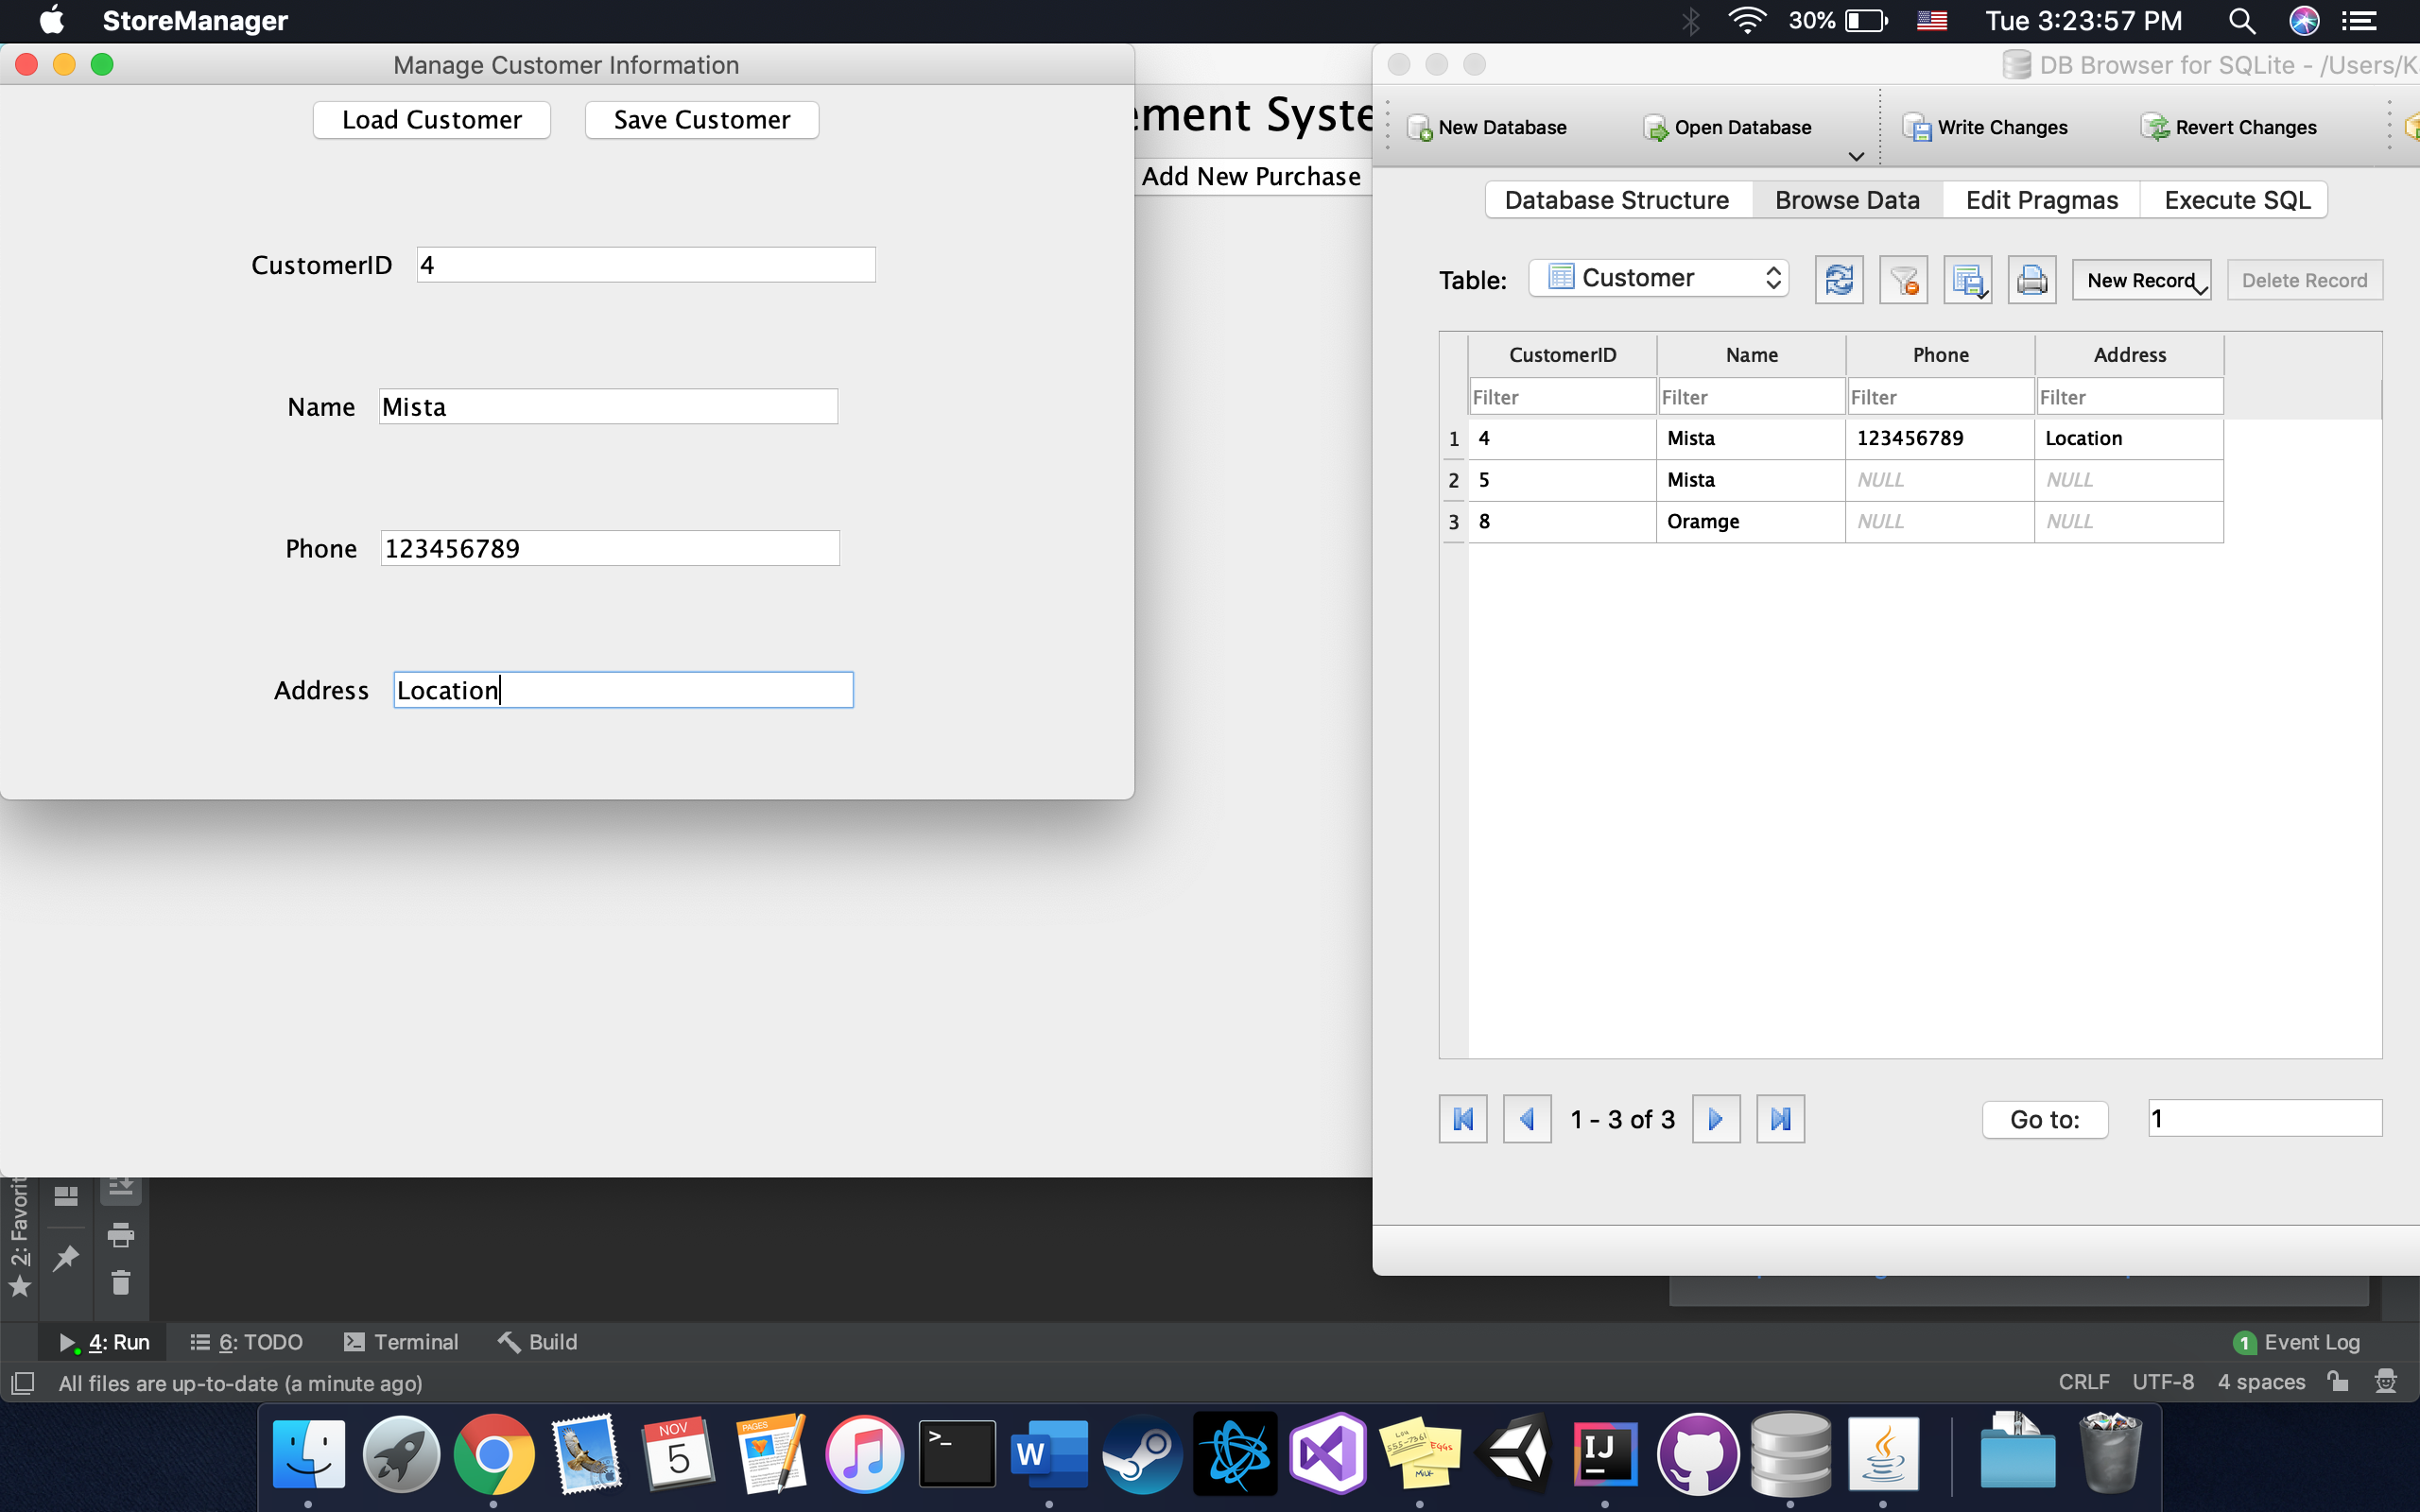 StoreManager
30%
Tue 3:23:57 PM
Manage Customer Information
Load Customer
Save Customer
CustomerID
4
Name
Mista
Phone
123456789
Address
Location
ement Syste
Add New Purchase
DB Browser for SQLite - /Users/K
New Database
Open Database
Write Changes
Revert Changes
Database Structure
Browse Data
Edit Pragmas
Execute SQL
Table:
Customer
New Record
Delete Record
CustomerID Name Phone Address
Filter Filter Filter Filter
1 4 Mista 123456789 Location
2 5 Mista NULL NULL
3 8 Oramge NULL NULL
1 - 3 of 3
Go to:
1
2: Favorit
4: Run
6: TODO
Terminal
Build
1 Event Log
All files are up-to-date (a minute ago)
CRLF
UTF-8
4 spaces
NOV
5
PAGES
>_
W
555-7361
EGGS
MILK
IJ